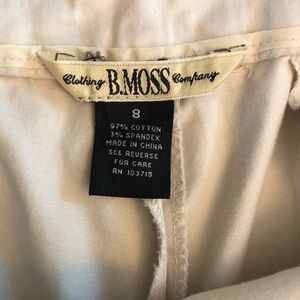 Clothing B.MOSS Company
8
97% COTTON
3% SPANDEX
MADE IN CHINA
SEE REVERSE
FOR CARE
RN 103715